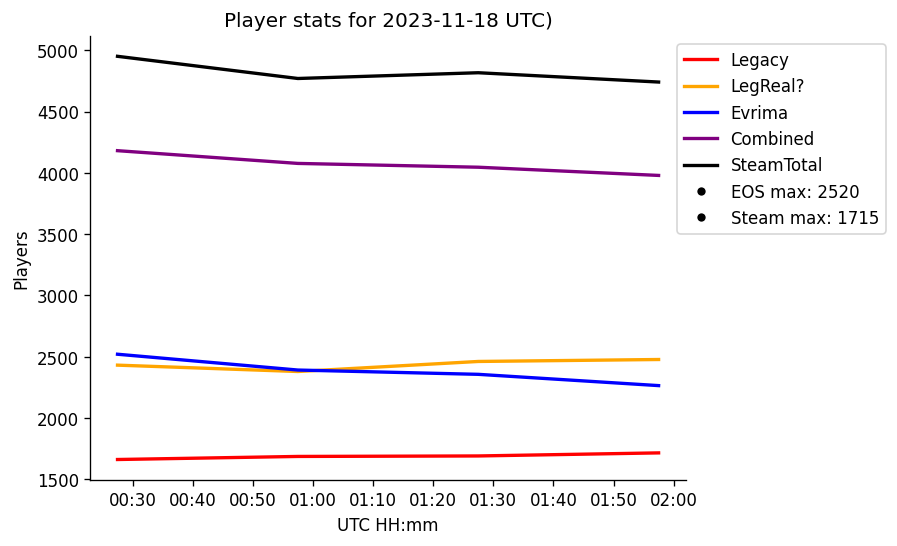 Player stats for 2023-11-18 UTC)
5000
4500
4000
3500
3000
2500
2000
1500
Players
00:30 00:40 00:50 01:00 01:10 01:20 01:30 01:40 01:50 02:00
UTC HH:mm
Legacy
LegReal?
Evrima
Combined
SteamTotal
EOS max: 2520
Steam max: 1715